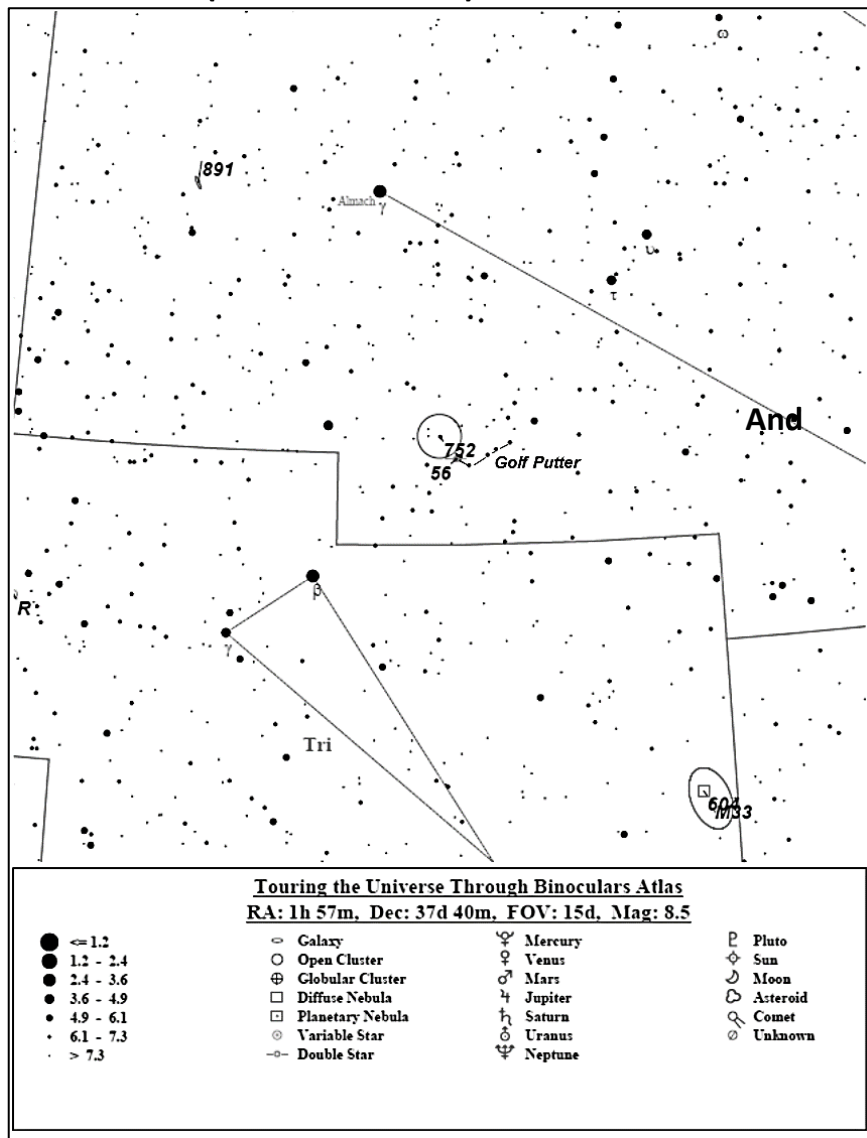 ω
891
Almach
γ
υ
τ
And
752
56
Golf Putter
R
β
γ
Tri
604
M33
Touring the Universe Through Binoculars Atlas
RA: 1h 57m, Dec: 37d 40m, FOV: 15d, Mag: 8.5
<= 1.2
1.2 - 2.4
2.4 - 3.6
3.6 - 4.9
4.9 - 6.1
6.1 - 7.3
> 7.3
Galaxy
Open Cluster
Globular Cluster
Diffuse Nebula
Planetary Nebula
Variable Star
Double Star
Mercury
Venus
Mars
Jupiter
Saturn
Uranus
Neptune
Pluto
Sun
Moon
Asteroid
Comet
Unknown